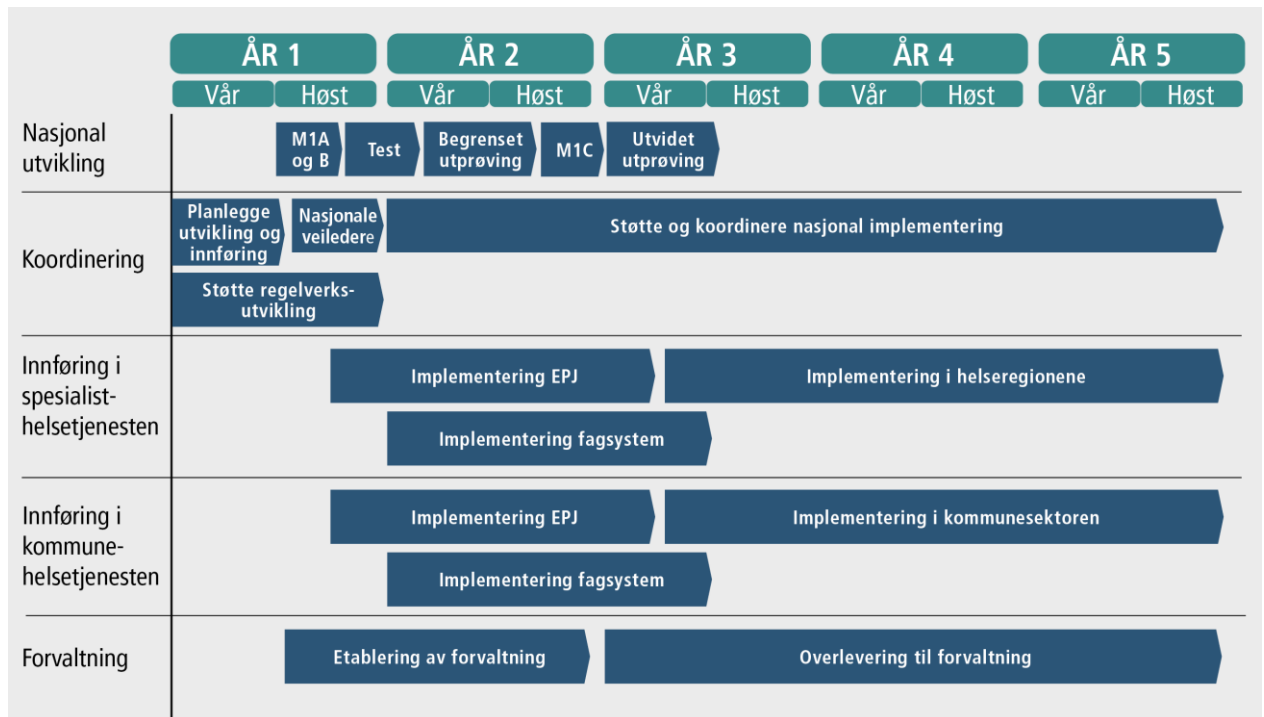 ÅR 1
ÅR 2
ÅR 3
ÅR 4
ÅR 5
Vår
Høst
Vår
Høst
Vår
Høst
Vår
Høst
Vår
Høst
Nasjonal
utvikling
M1A
og B
Test
Begrenset
utprøving
M1C
Utvidet
utprøving
Koordinering
Planlegge
utvikling og
innføring
Nasjonale
veiledere
Støtte og koordinere nasjonal implementering
Støtte regelverks-
utvikling
Innføring i
spesialist-
helsetjenesten
Implementering EPJ
Implementering i helseregionene
Implementering fagsystem
Innføring i
kommune-
helsetjenesten
Implementering EPJ
Implementering i kommunesektoren
Implementering fagsystem
Forvaltning
Etablering av forvaltning
Overlevering til forvaltning